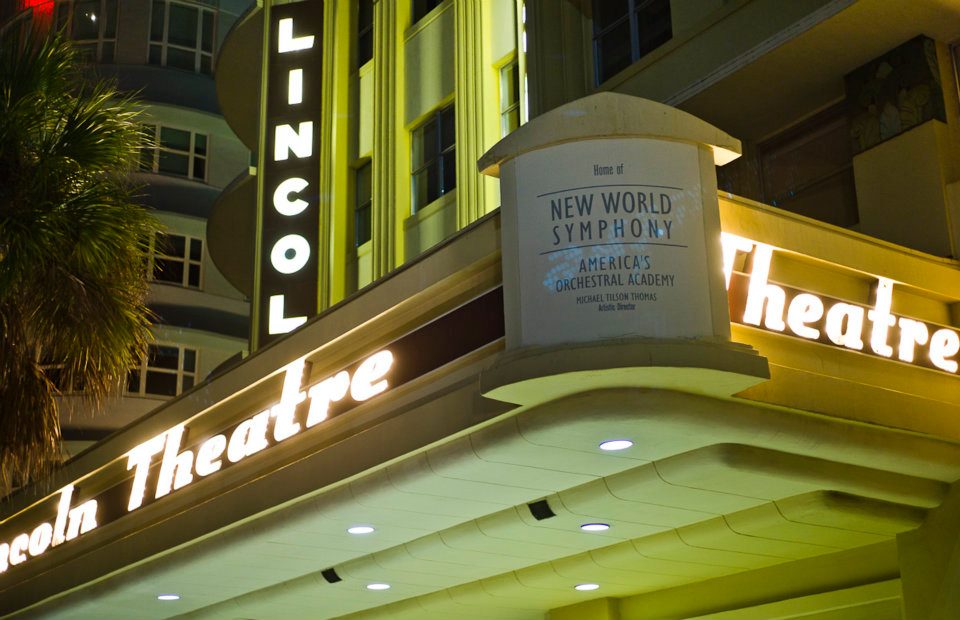 LINCOL
Home of
NEW WORLD
SYMPHONY
AMERICA'S
ORCHESTRAL ACADEMY
MICHAEL TILSON THOMAS
Artistic Director
coln Theatre
Theatre